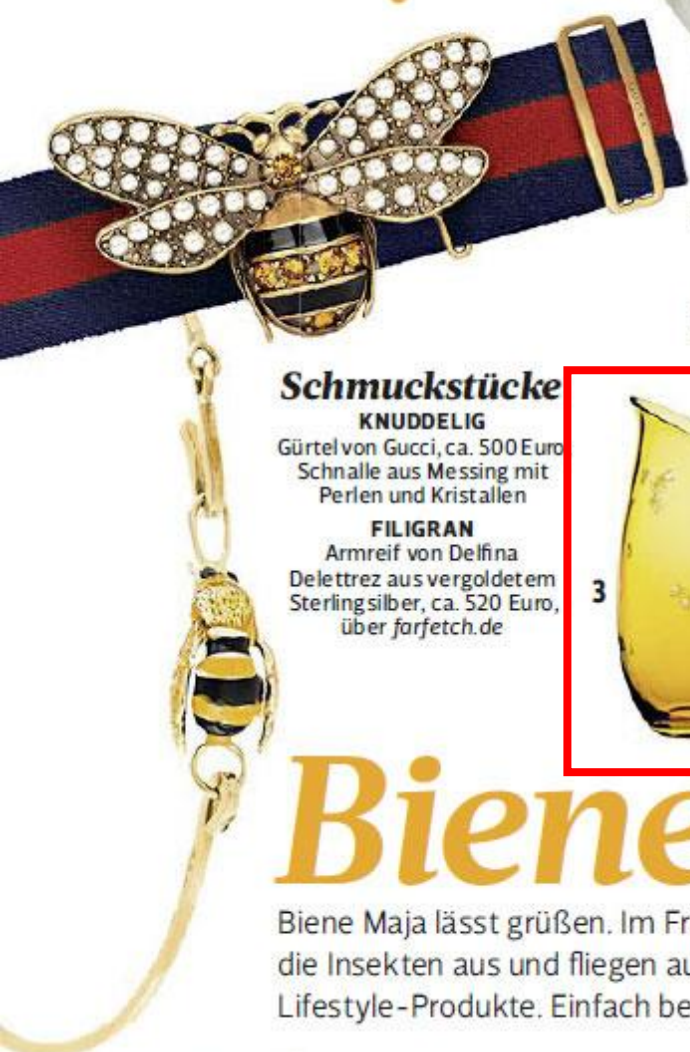 GUCCI
Schmuckstücke
KNUDDELIG
Gürtel von Gucci, ca. 500 Euro
Schnalle aus Messing mit
Perlen und Kristallen
FILIGRAN
Armreif von Delfina
Delettrez aus vergoldetem
Sterlingsilber, ca. 520 Euro,
über farfetch.de
3
Biene
Biene Maja lässt grüßen. Im Fr
die Insekten aus und fliegen au
Lifestyle-Produkte. Einfach be